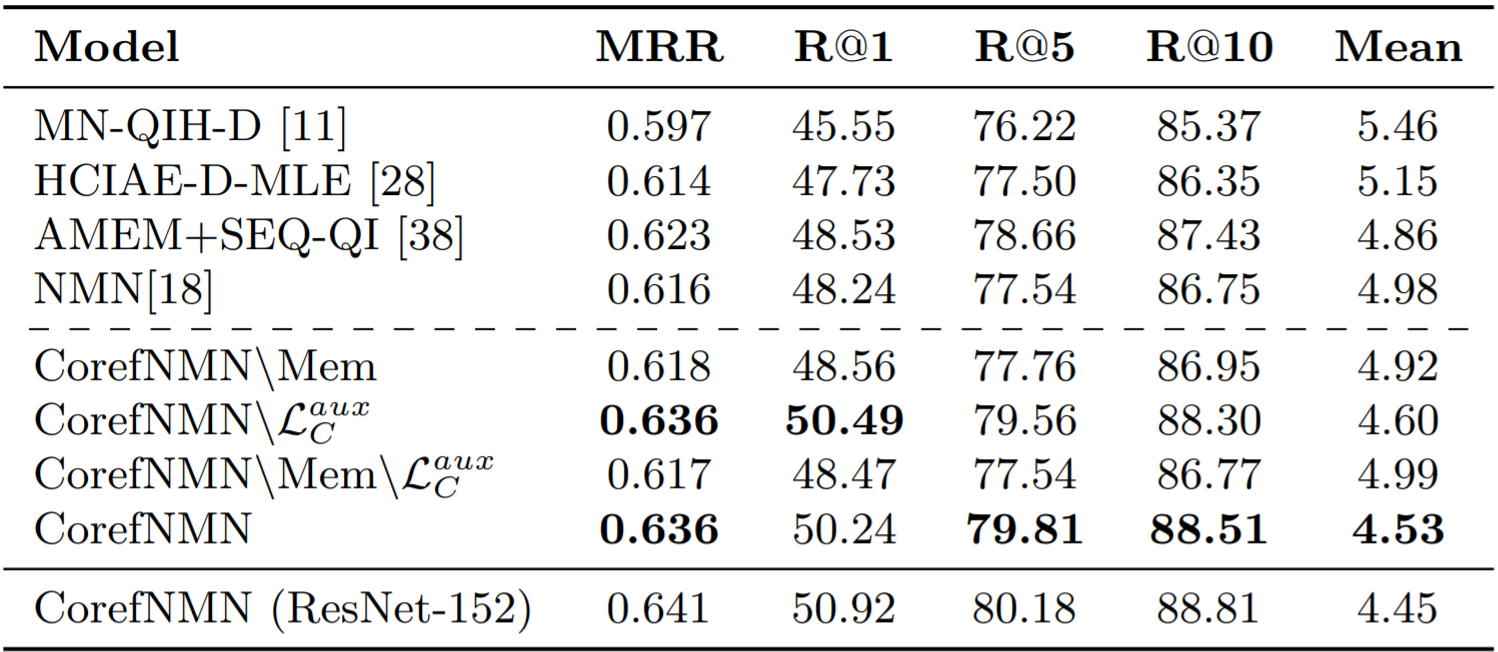 Model MRR R@1 R@5 R@10 Mean
MN-QIH-D [11] 0.597 45.55 76.22 85.37 5.46
HCIAE-D-MLE [28] 0.614 47.73 77.50 86.35 5.15
AMEM+SEQ-QI [38] 0.623 48.53 78.66 87.43 4.86
NMN[18] 0.616 48.24 77.54 86.75 4.98
CorefNMN\Mem 0.618 48.56 77.76 86.95 4.92
CorefNMN\$\mathcal{L}_C^{aux}$ 0.636 50.49 79.56 88.30 4.60
CorefNMN\Mem\$\mathcal{L}_C^{aux}$ 0.617 48.47 77.54 86.77 4.99
CorefNMN 0.636 50.24 79.81 88.51 4.53
CorefNMN (ResNet-152) 0.641 50.92 80.18 88.81 4.45